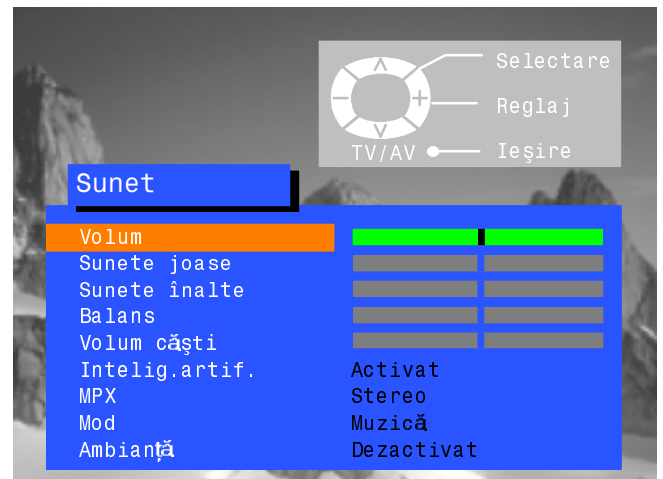 Selectare
Reglaj
TV/AV Ieşire
Sunet
Volum
Sunete joase
Sunete înalte
Balans
Volum căşti
Intelig.artif. Activat
MPX Stereo
Mod Muzică
Ambianţă Dezactivat